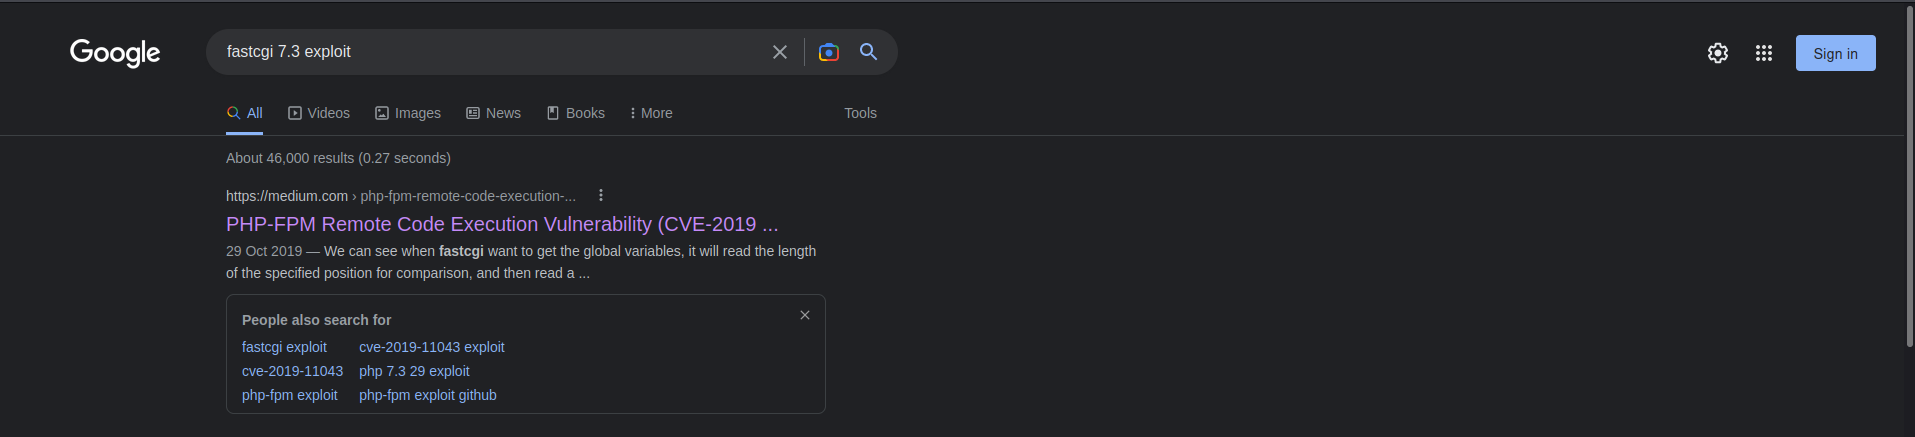 Google
fastcgi 7.3 exploit
Sign in
All Videos Images News Books More Tools
About 46,000 results (0.27 seconds)
https://medium.com › php-fpm-remote-code-execution-...
PHP-FPM Remote Code Execution Vulnerability (CVE-2019 ...
29 Oct 2019 — We can see when fastcgi want to get the global variables, it will read the length
of the specified position for comparison, and then read a ...
People also search for
fastcgi exploit cve-2019-11043 exploit
cve-2019-11043 php 7.3 29 exploit
php-fpm exploit php-fpm exploit github